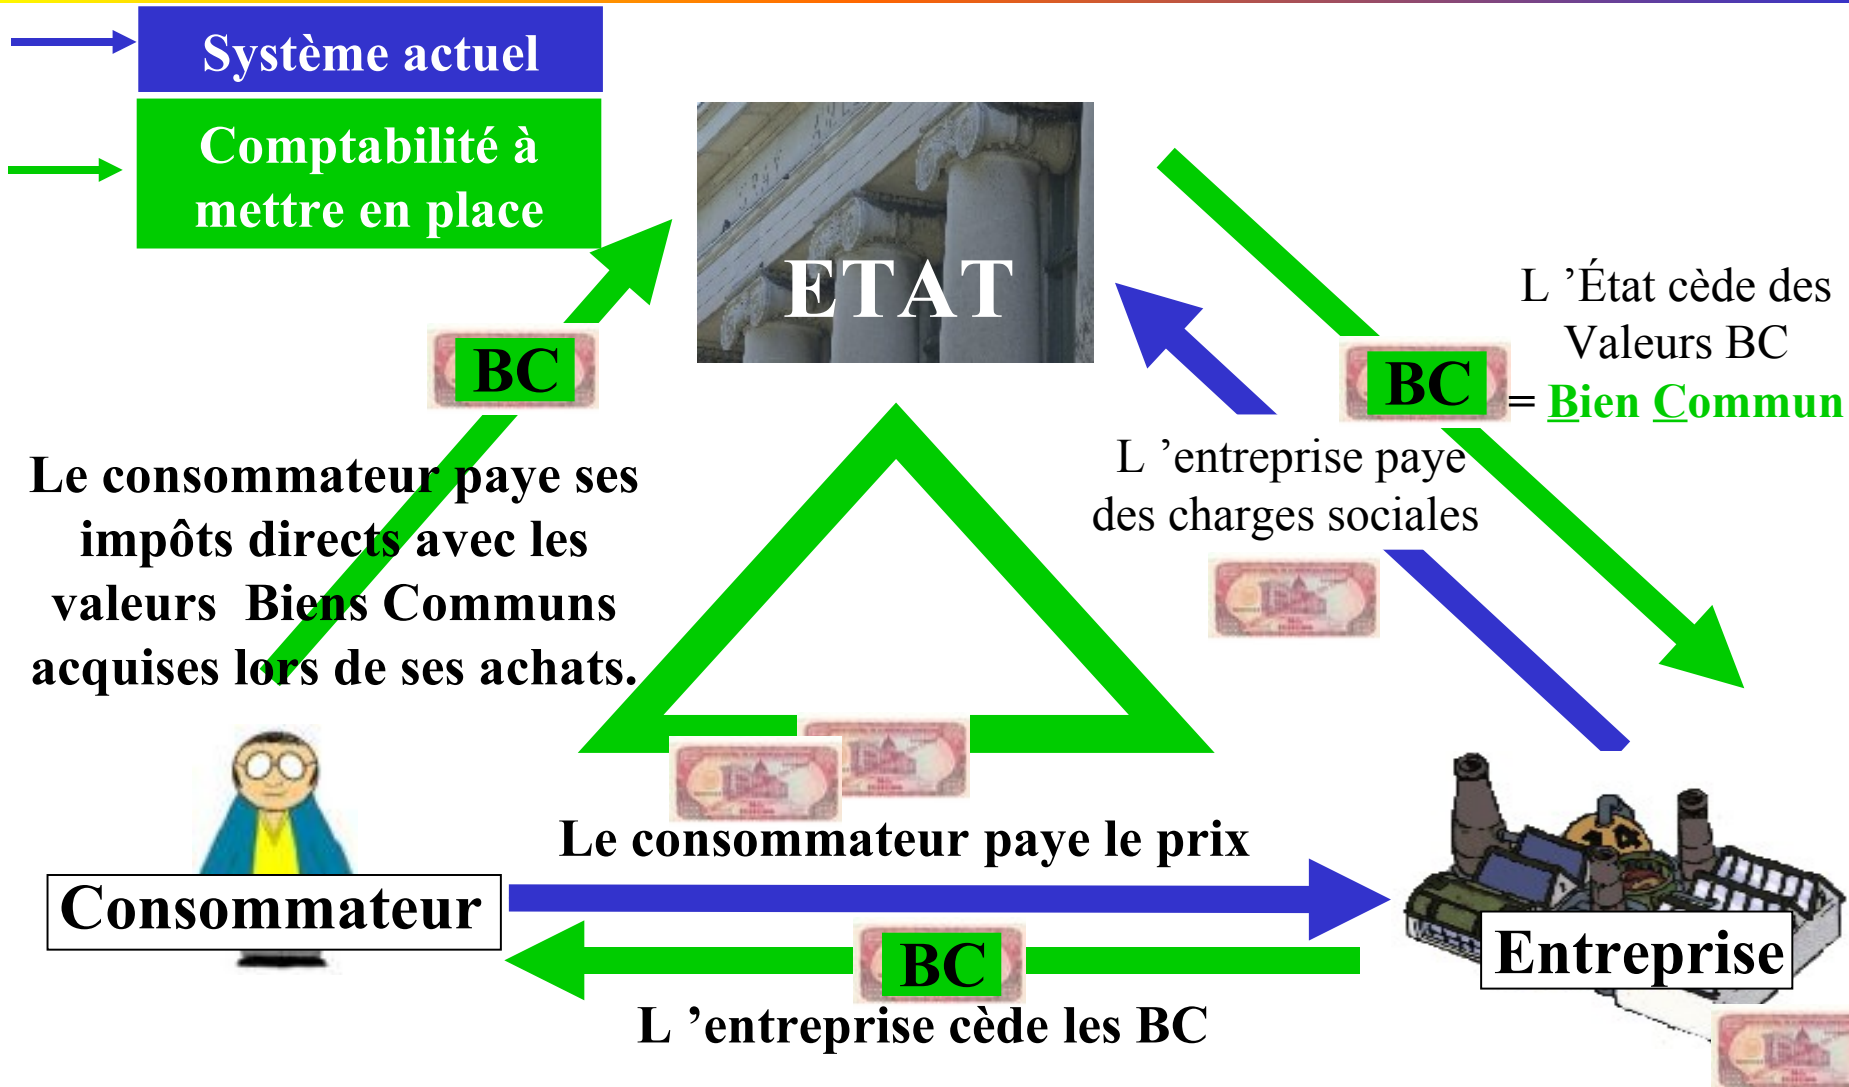 Système actuel
Comptabilité à
mettre en place
ETAT
L ’État cède des
Valeurs BC
= Bien Commun
BC
BC
L ’entreprise paye
des charges sociales
Le consommateur paye ses
impôts directs avec les
valeurs  Biens Communs
acquises lors de ses achats.
Le consommateur paye le prix
Consommateur
Entreprise
BC
L ’entreprise cède les BC